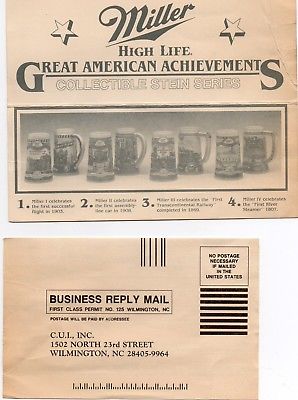 Miller
HIGH LIFE®
GREAT AMERICAN ACHIEVEMENTS
COLLECTIBLE STEIN SERIES
1. Miller I celebrates
the first successful
flight in 1903.
2. Miller II celebrates
the first assembly-
line car in 1908.
3. Miller III celebrates the "First
Transcontinental Railway"
completed in 1869.
4. Miller IV celebrates
the "First River
Steamer" 1807.
NO POSTAGE
NECESSARY
IF MAILED
IN THE
UNITED STATES
BUSINESS REPLY MAIL
FIRST CLASS PERMIT NO. 125 WILMINGTON, NC
POSTAGE WILL BE PAID BY ADDRESSEE
C.U.I., INC.
1502 NORTH 23rd STREET
WILMINGTON, NC 28405-9964